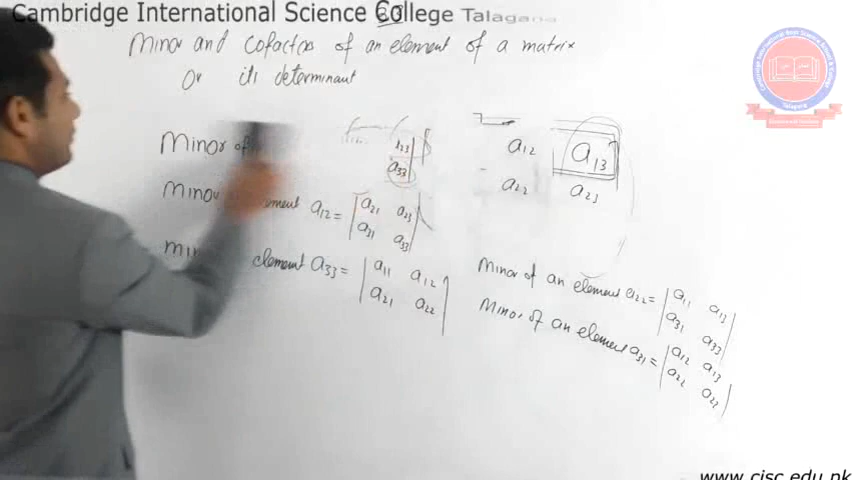 Cambridge International Science College Talagang
Minor and cofactors of an element of a matrix
Or its determinant
Minor of
a33
a12 a13
a22 a23
Minor element a12 = | a21 a23
a31 a33 |
element a33 = | a11 a12
a21 a22 |
Minor of an element a22 = | a11 a13
a31 a33 |
Minor of an element a31 = | a12 a13
a22 a23 |
www.cisc.edu.pk